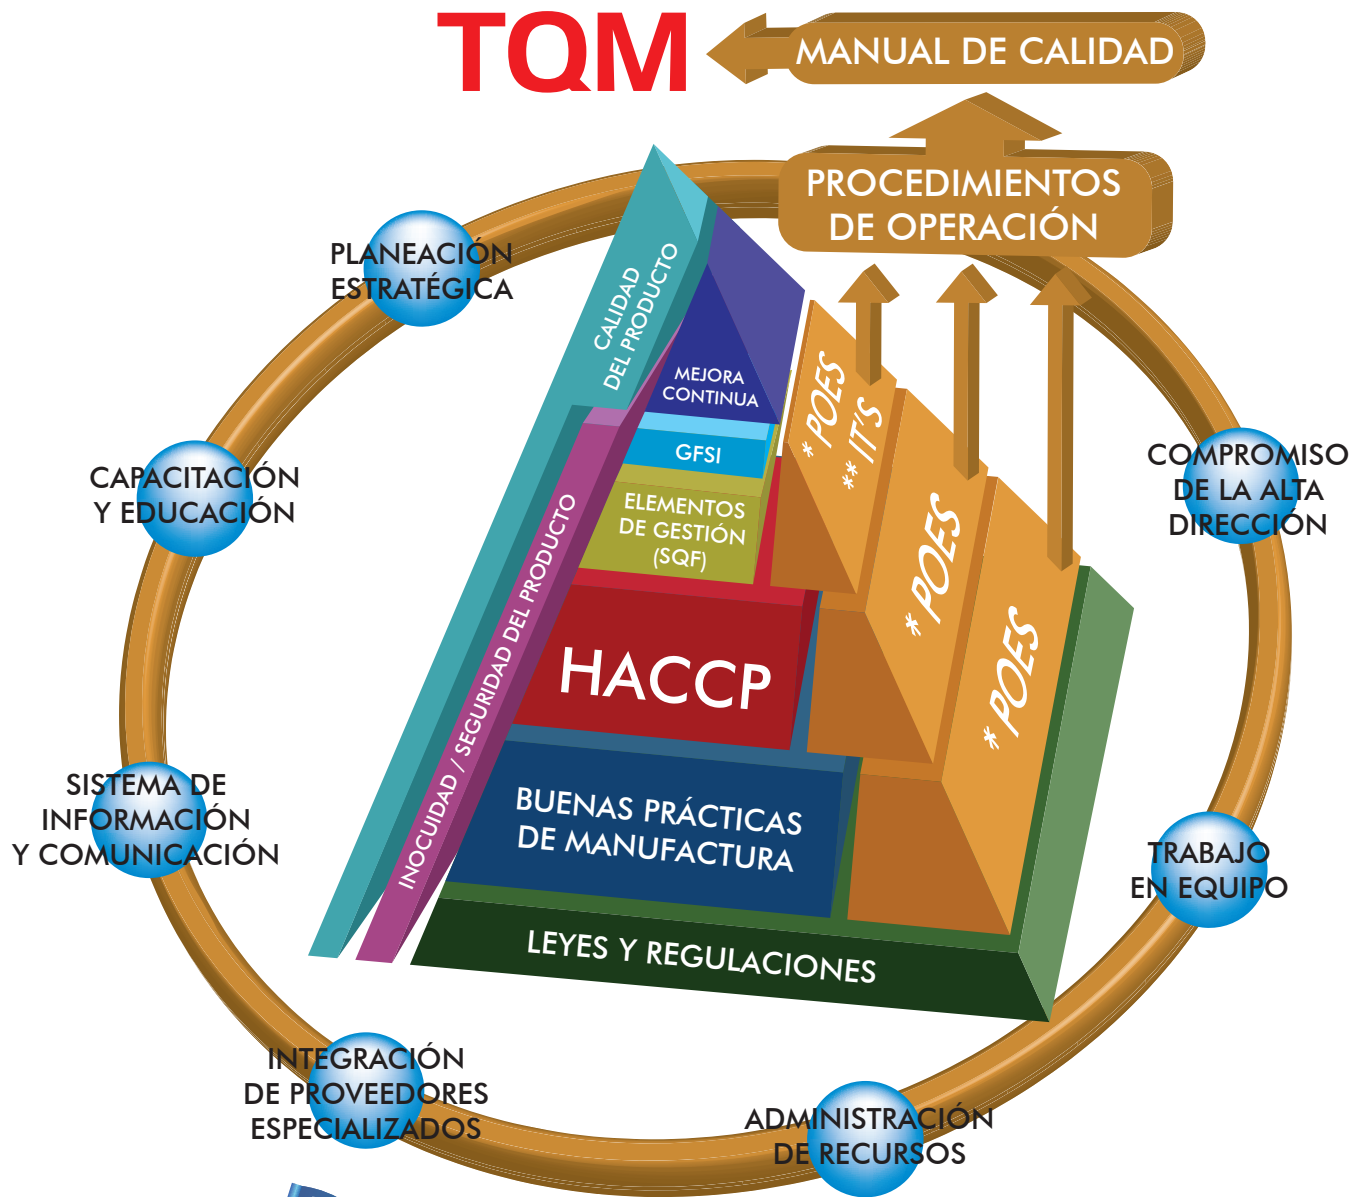 TQM
MANUAL DE CALIDAD
PROCEDIMIENTOS
DE OPERACIÓN
PLANEACIÓN
ESTRATÉGICA
CALIDAD
DEL PRODUCTO
MEJORA
CONTINUA
* POES
** IT'S
GFSI
CAPACITACIÓN
Y EDUCACIÓN
COMPROMISO
DE LA ALTA
DIRECCIÓN
ELEMENTOS
DE GESTIÓN
(SQF)
* POES
INOCUIDAD / SEGURIDAD DEL PRODUCTO
HACCP
* POES
SISTEMA DE
INFORMACIÓN
Y COMUNICACIÓN
BUENAS PRÁCTICAS
DE MANUFACTURA
TRABAJO
EN EQUIPO
LEYES Y REGULACIONES
INTEGRACIÓN
DE PROVEEDORES
ESPECIALIZADOS
ADMINISTRACIÓN
DE RECURSOS